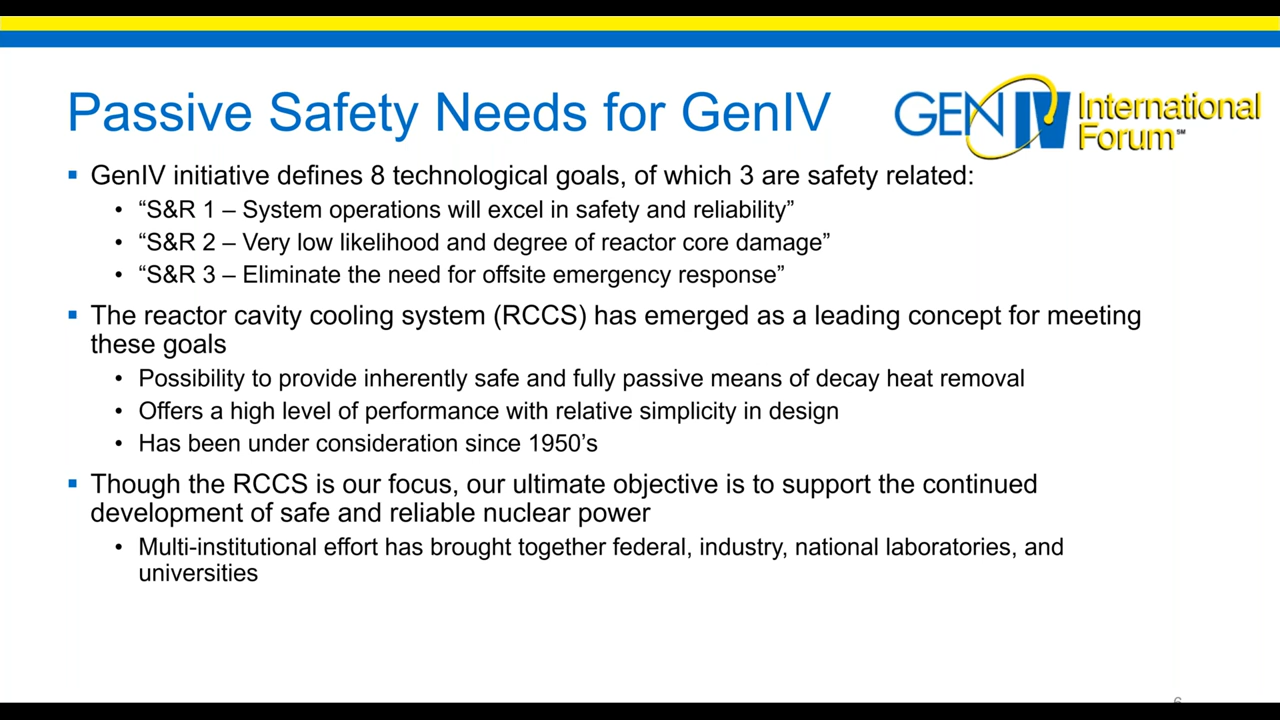 Passive Safety Needs for GenIV
GEN IV International
Forum℠
▪ GenIV initiative defines 8 technological goals, of which 3 are safety related:
• “S&R 1 – System operations will excel in safety and reliability”
• “S&R 2 – Very low likelihood and degree of reactor core damage”
• “S&R 3 – Eliminate the need for offsite emergency response”
▪ The reactor cavity cooling system (RCCS) has emerged as a leading concept for meeting
these goals
• Possibility to provide inherently safe and fully passive means of decay heat removal
• Offers a high level of performance with relative simplicity in design
• Has been under consideration since 1950’s
▪ Though the RCCS is our focus, our ultimate objective is to support the continued
development of safe and reliable nuclear power
• Multi-institutional effort has brought together federal, industry, national laboratories, and
universities